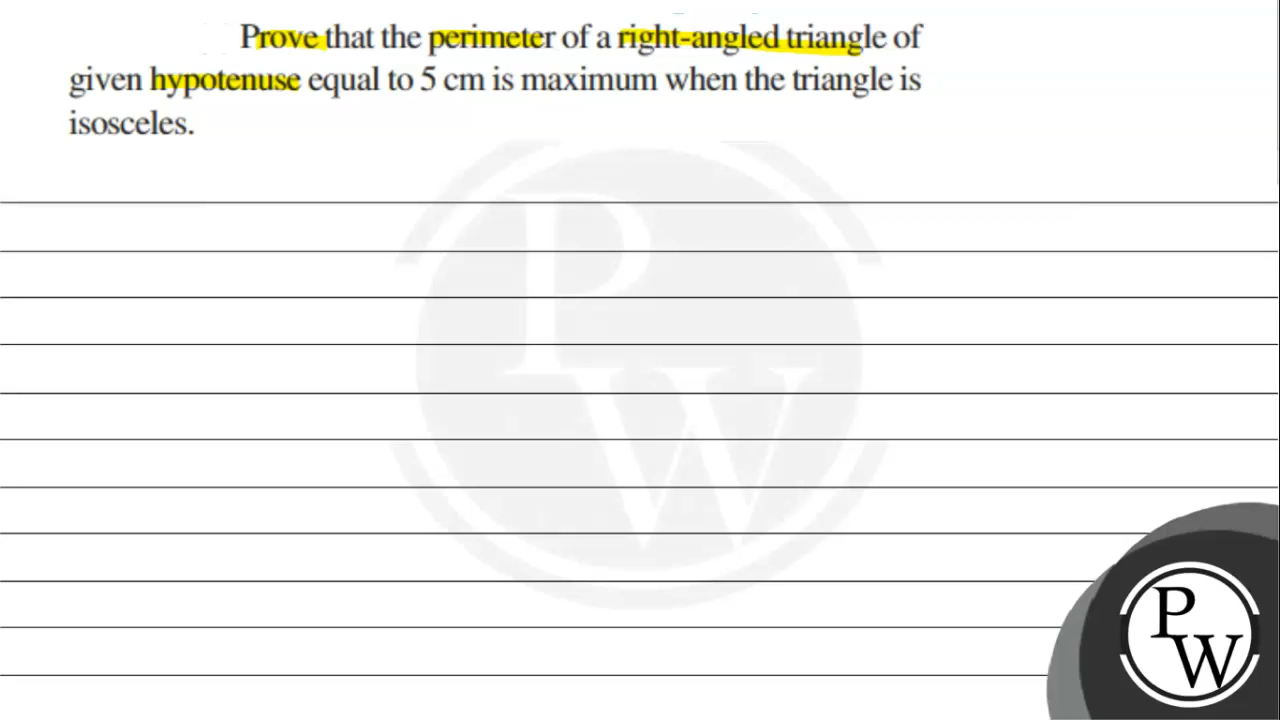 Prove that the perimeter of a right-angled triangle of
given hypotenuse equal to 5 cm is maximum when the triangle is
isosceles.
P
W
P
W